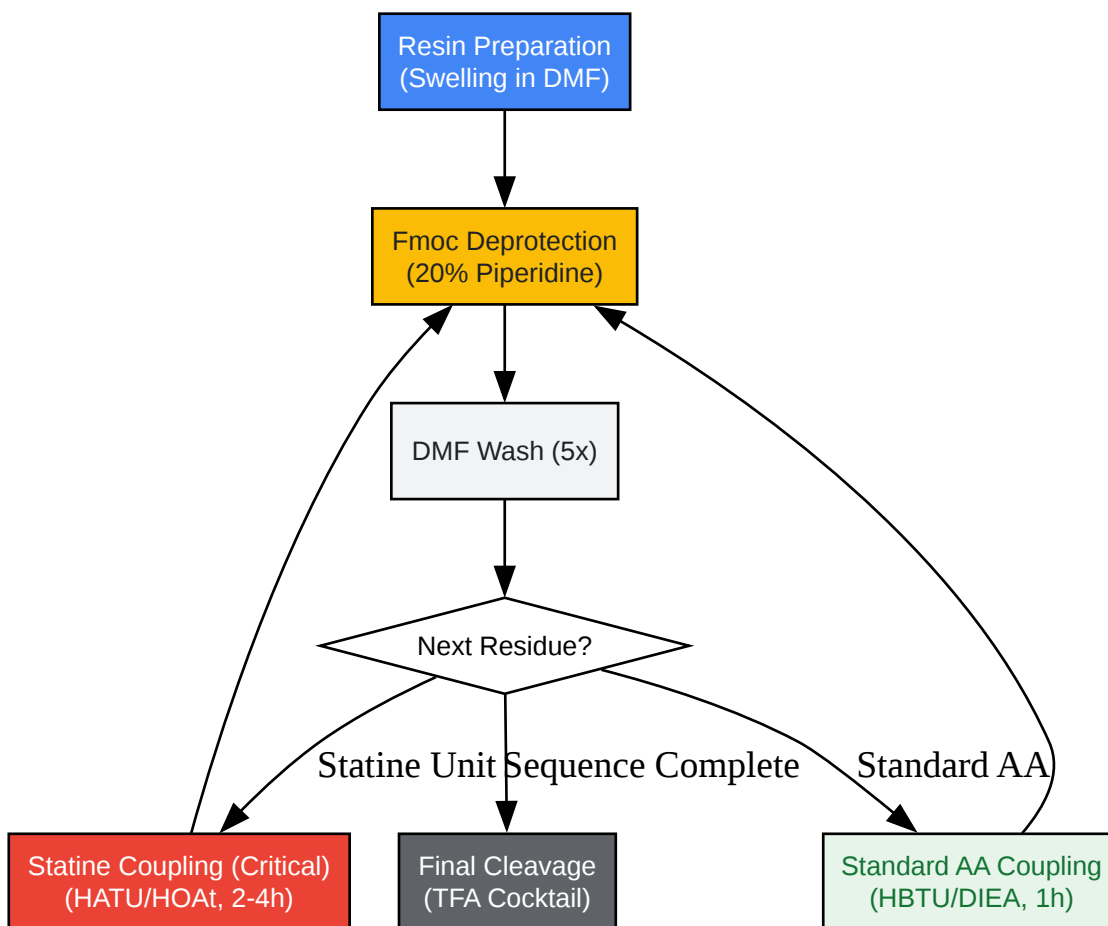 Resin Preparation
(Swelling in DMF)
Fmoc Deprotection
(20% Piperidine)
DMF Wash (5x)
Next Residue?
Statine Unit
Sequence Complete
Standard AA
Statine Coupling (Critical)
(HATU/HOAt, 2-4h)
Final Cleavage
(TFA Cocktail)
Standard AA Coupling
(HBTU/DIEA, 1h)